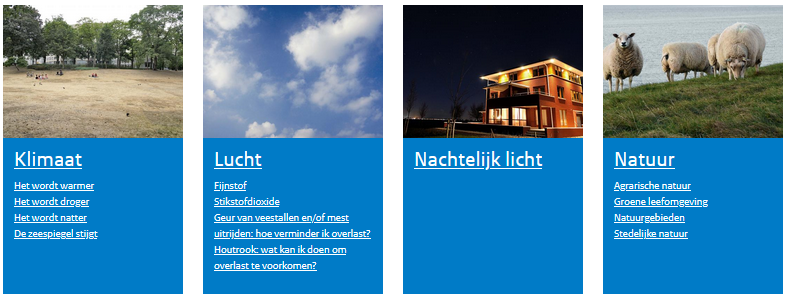 Klimaat
Het wordt warmer
Het wordt droger
Het wordt natter
De zeespiegel stijgt
Lucht
Fijnstof
Stikstofdioxide
Geur van veestallen en/of mest
uitrijden: hoe verminder ik overlast?
Houtrook: wat kan ik doen om
overlast te voorkomen?
Nachtelijk licht
Natuur
Agrarische natuur
Groene leefomgeving
Natuurgebieden
Stedelijke natuur